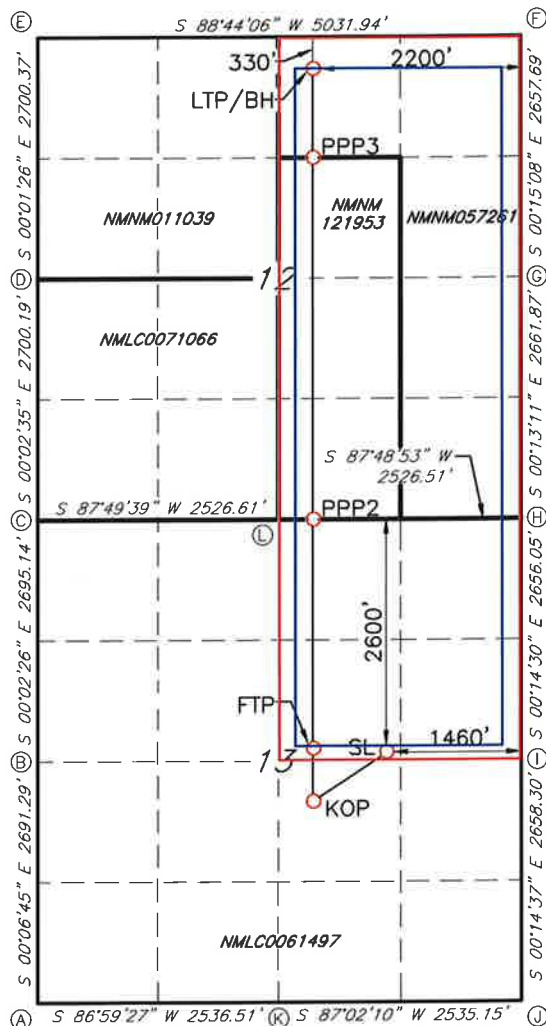 E
S 88°44'06" W 5031.94'
F
330'
2200'
LTP/BH
S 00°01'26" E 2700.37'
S 00°15'08" E 2657.69'
PPP3
NMNM011039
NMNM
121953
NMNM057261
D
12
G
NMLC0071066
S 00°02'35" E 2700.19'
S 00°13'11" E 2661.87'
S 87°48'53" W
2526.51'
S 87°49'39" W 2526.61'
PPP2
C
H
L
S 00°02'26" E 2695.14'
S 00°14'30" E 2656.05'
2600'
FTP
SL
1460'
B
13
I
KOP
S 00°06'45" E 2691.29'
S 00°14'37" E 2658.30'
NMLC0061497
A
S 86°59'27" W 2536.51'
K
S 87°02'10" W 2535.15'
J